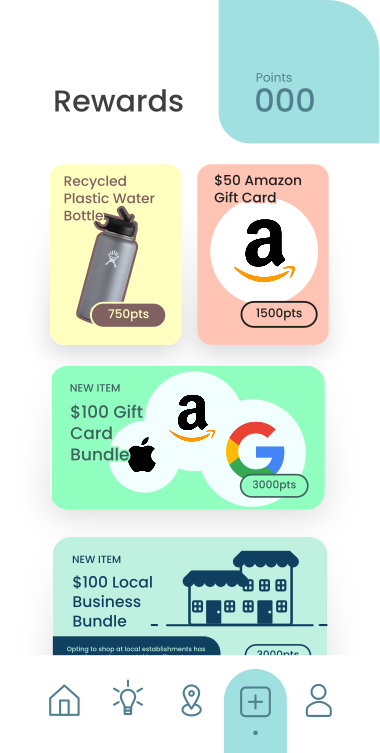 Points
000
Rewards
Recycled
Plastic Water
Bottle
750pts
$50 Amazon
Gift Card
a
1500pts
NEW ITEM
$100 Gift
Card
Bundle
a
G
3000pts
NEW ITEM
$100 Local
Business
Bundle
Opting to shop at local establishments has
3000pts